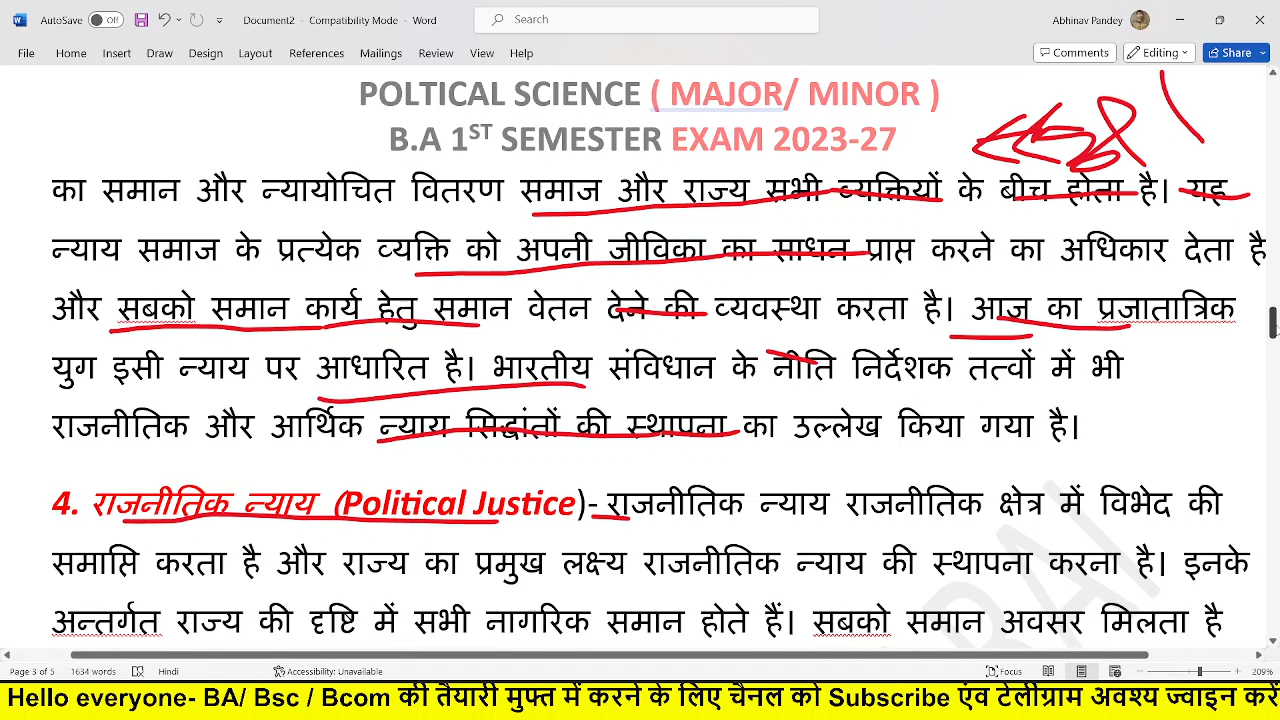 AutoSave Off Document2 - Compatibility Mode - Word Search Abhinav Pandey
File Home Insert Draw Design Layout References Mailings Review View Help Comments Editing Share
POLTICAL SCIENCE ( MAJOR/ MINOR )
B.A 1ST SEMESTER EXAM 2023-27
का समान और न्यायोचित वितरण समाज और राज्य सभी व्यक्तियों के बीच होता है। यह
न्याय समाज के प्रत्येक व्यक्ति को अपनी जीविका का साधन प्राप्त करने का अधिकार देता है
और सबको समान कार्य हेतु समान वेतन देने की व्यवस्था करता है। आज का प्रजातात्रिक
युग इसी न्याय पर आधारित है। भारतीय संविधान के नीति निर्देशक तत्वों में भी
राजनीतिक और आर्थिक न्याय सिद्धांतों की स्थापना का उल्लेख किया गया है।
4. राजनीतिक न्याय (Political Justice)- राजनीतिक न्याय राजनीतिक क्षेत्र में विभेद की
समाप्ति करता है और राज्य का प्रमुख लक्ष्य राजनीतिक न्याय की स्थापना करना है। इनके
अन्तर्गत राज्य की दृष्टि में सभी नागरिक समान होते हैं। सबको समान अवसर मिलता है
Page 3 of 5 1634 words Hindi Accessibility: Unavailable Focus 209%
Hello everyone- BA/ Bsc / Bcom की तैयारी मुफ्त में करने के लिए चैनल को Subscribe एंव टेलीग्राम अवश्य ज्वाइन करें